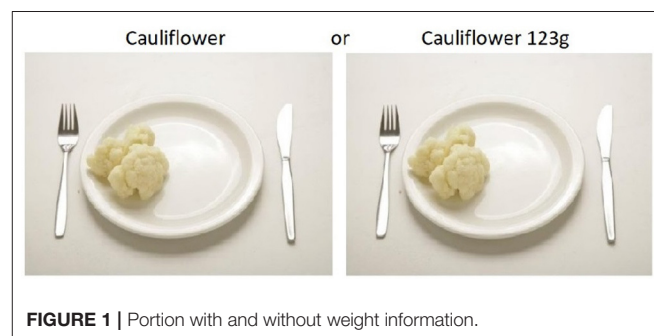 Cauliflower or Cauliflower 123g
FIGURE 1 | Portion with and without weight information.